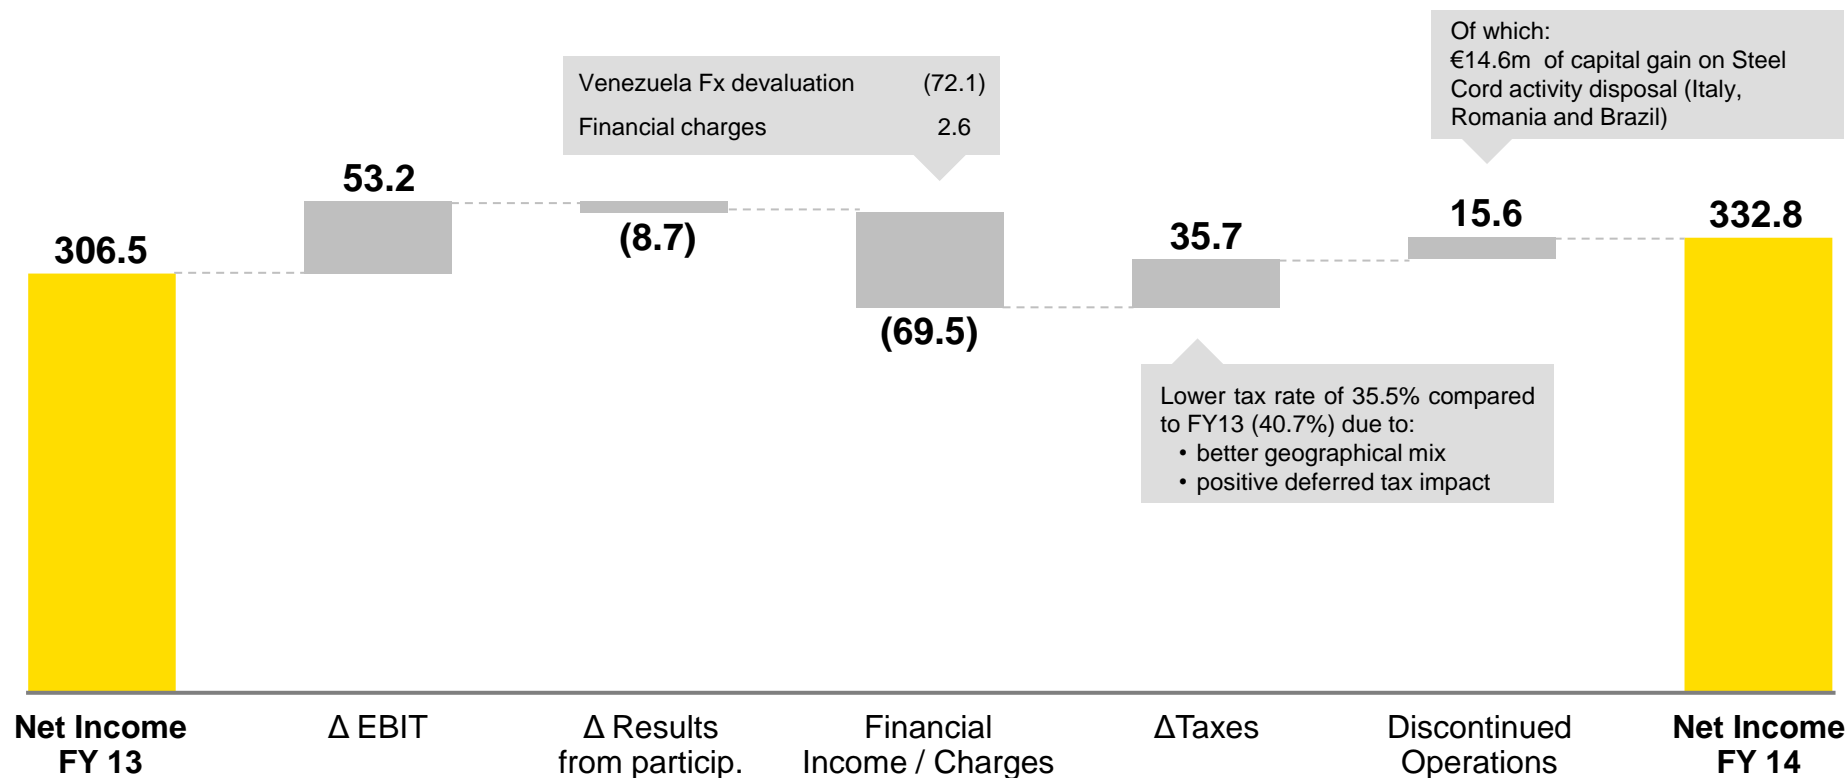 Of which:
€14.6m of capital gain on Steel
Cord activity disposal (Italy,
Romania and Brazil)
Venezuela Fx devaluation (72.1)
Financial charges 2.6
306.5
53.2
(8.7)
(69.5)
35.7
15.6
332.8
Lower tax rate of 35.5% compared
to FY13 (40.7%) due to:
• better geographical mix
• positive deferred tax impact
Net Income
FY 13
Δ EBIT
Δ Results
from particip.
Financial
Income / Charges
ΔTaxes
Discontinued
Operations
Net Income
FY 14